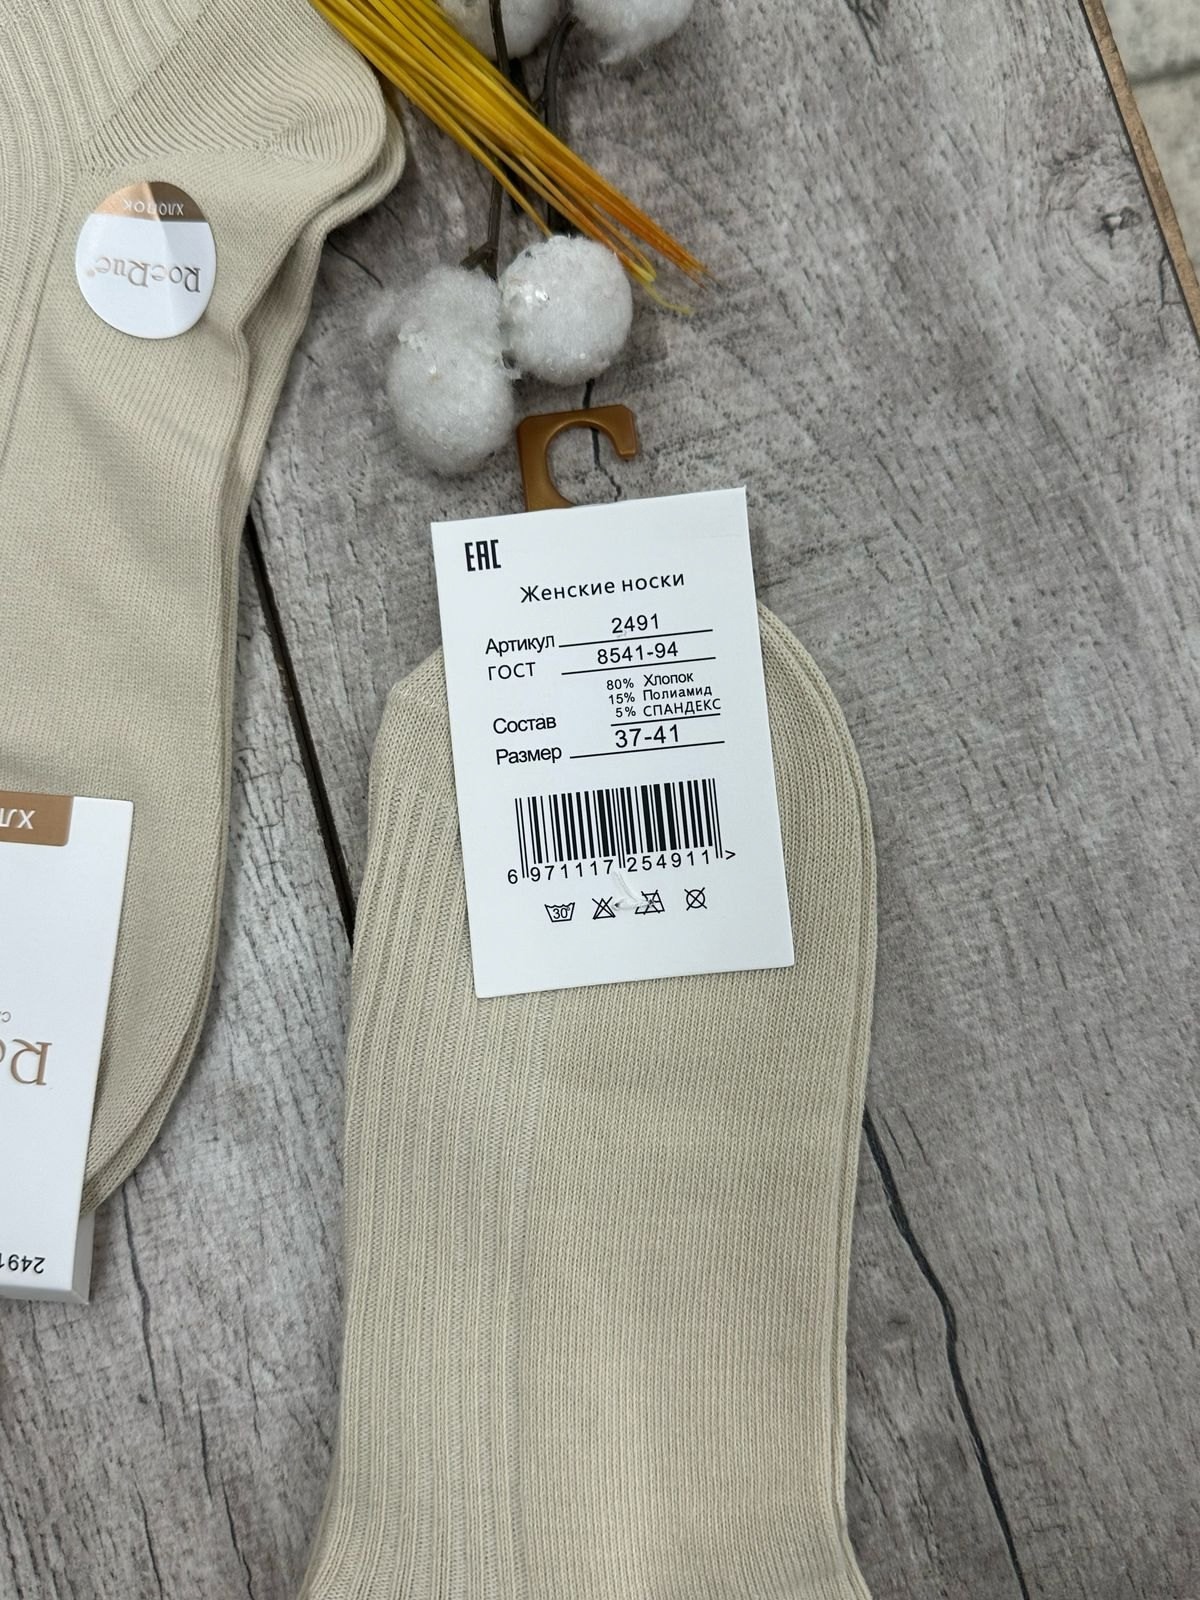 ХЛОПОК
RocRuc®
EAC
Женские носки
Артикул 2491
ГОСТ 8541-94
80% Хлопок
15% Полиамид
5% СПАНДЕКС
Состав
Размер 37-41
6 971117 254911 >
30°
ХЛ
R
2491